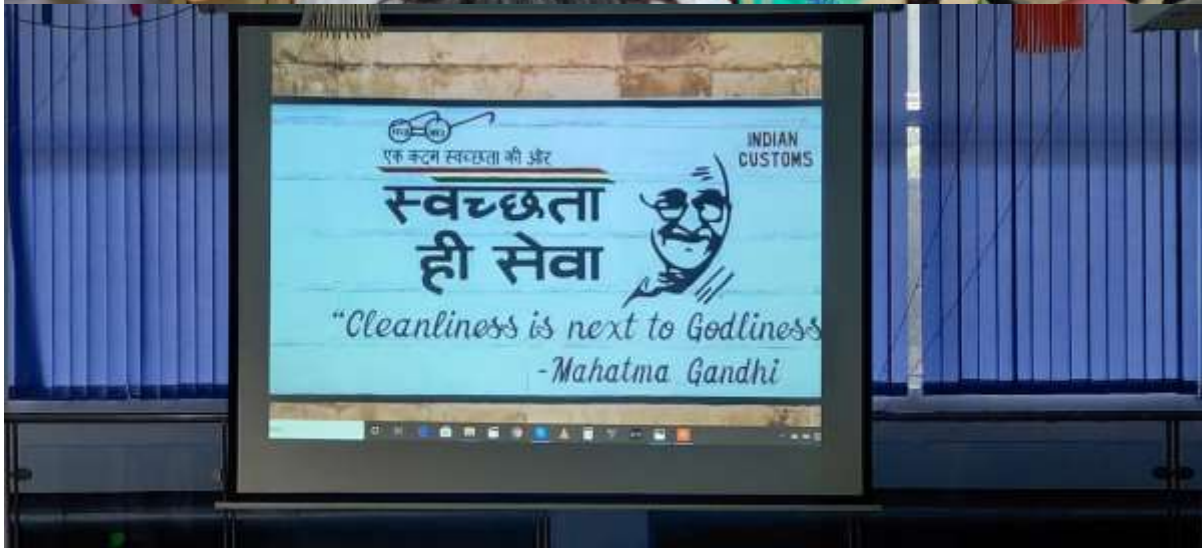 एक कदम स्वच्छता की ओर
INDIAN
CUSTOMS
स्वच्छता
ही सेवा
"Cleanliness is next to Godliness
-Mahatma Gandhi